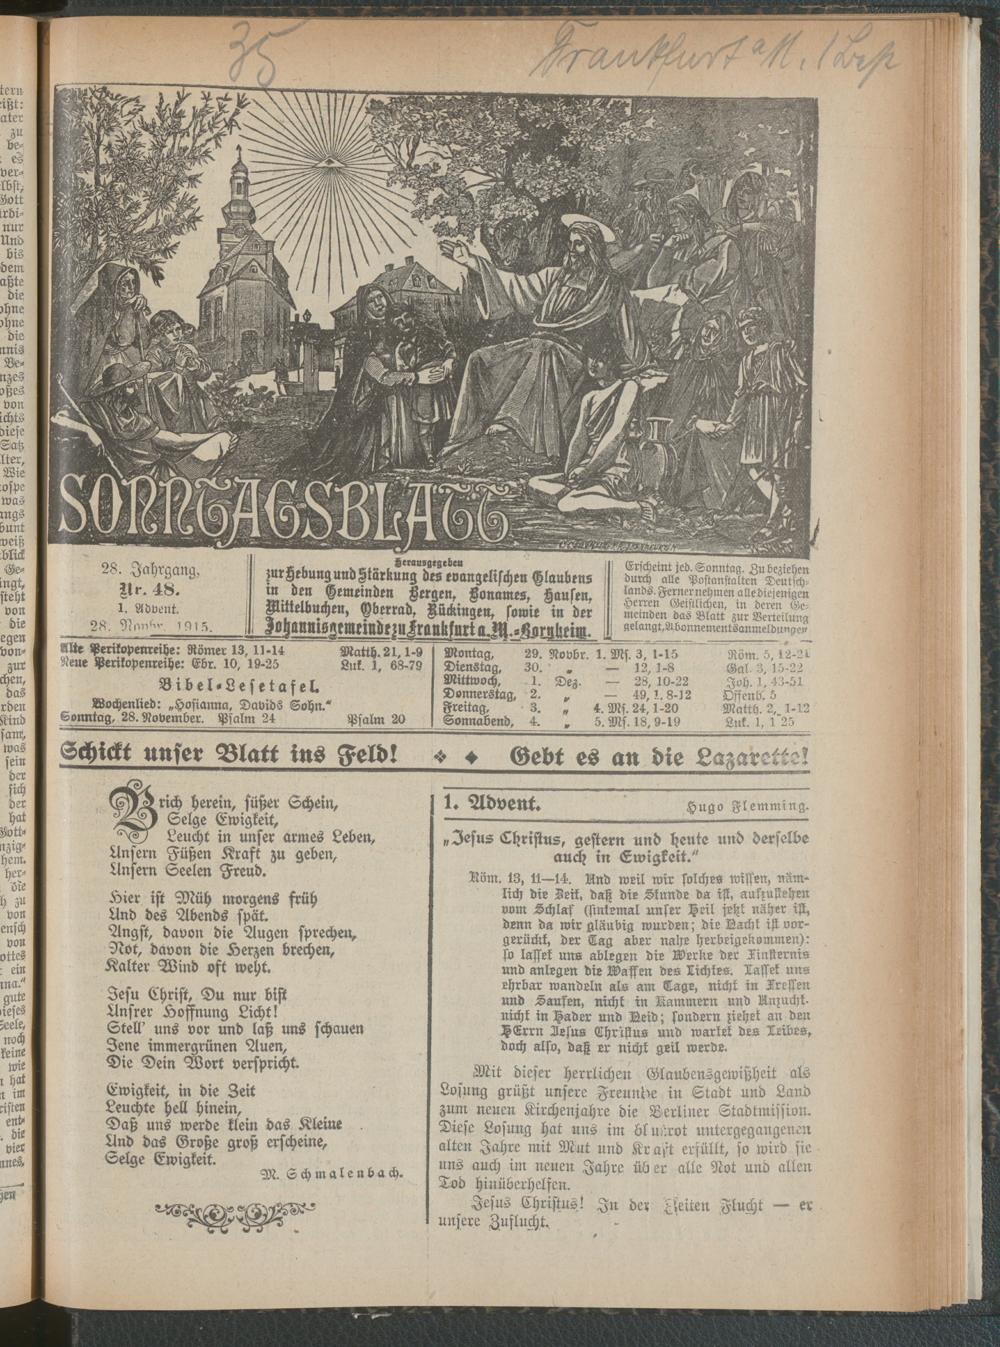 35
Frankfurt a M.
SONNTAGSBLATT
28. Jahrgang.
Nr. 48.
1. Advent.
28. Novbr. 1915.
Herausgegeben
zur Hebung und Stärkung des evangelischen Glaubens
in den Gemeinden Bergen, Bonames, Hausen,
Mittelbuchen, Oberrad, Rückingen, sowie in der
Johannisgemeinde zu Frankfurt a. M.-Bornheim.
Erscheint jed. Sonntag. Zu beziehen
durch alle Postanstalten Deutsch-
lands. Ferner nehmen alle diejenigen
Herren Geistlichen, in deren Ge-
meinden das Blatt zur Verteilung
gelangt, Abonnementsanmeldungen
Alte Perikopenreihe: Römer 13, 11-14 Matth. 21, 1-9
Neue Perikopenreihe: Ebr. 10, 19-25 Luk. 1, 68-79
Bibel-Lesetafel.
Wochenlied: „Hosianna, Davids Sohn."
Sonntag, 28. November. Psalm 24 Psalm 20
Montag, 29. Novbr. 1. Ms. 3, 1-15 Röm. 5, 12-21
Dienstag, 30. „ — 12, 1-8 Gal. 3, 15-22
Mittwoch, 1. Dez. — 28, 10-22 Joh. 1, 43-51
Donnerstag, 2. „ — 49, 1. 8-12 Offenb. 5
Freitag, 3. „ 4. Ms. 24, 1-20 Matth. 2, 1-12
Sonnabend, 4. „ 5. Ms. 18, 9-19 Luk. 1, 1 25
Schickt unser Blatt ins Feld! ❖ ◆ Gebt es an die Lazarette!
Brich herein, süßer Schein,
Selge Ewigkeit,
Leucht in unser armes Leben,
Unsern Füßen Kraft zu geben,
Unsern Seelen Freud.
Hier ist Müh morgens früh
Und des Abends spät.
Angst, davon die Augen sprechen,
Not, davon die Herzen brechen,
Kalter Wind oft weht.
Jesu Christ, Du nur bist
Unsrer Hoffnung Licht!
Stell' uns vor und laß uns schauen
Jene immergrünen Auen,
Die Dein Wort verspricht.
Ewigkeit, in die Zeit
Leuchte hell hinein,
Daß uns werde klein das Kleine
Und das Große groß erscheine,
Selge Ewigkeit.
M. Schmalenbach.
1. Advent. Hugo Flemming.
„Jesus Christus, gestern und heute und derselbe
auch in Ewigkeit."
Röm. 13, 11—14. Und weil wir solches wissen, näm-
lich die Zeit, daß die Stunde da ist, aufzustehen
vom Schlaf (sintemal unser Heil jetzt näher ist,
denn da wir gläubig wurden; die Nacht ist vor-
gerückt, der Tag aber nahe herbeigekommen):
so lasset uns ablegen die Werke der Finsternis
und anlegen die Waffen des Lichtes. Lasset uns
ehrbar wandeln als am Tage, nicht in Fressen
und Saufen, nicht in Kammern und Unzucht.
nicht in Hader und Neid; sondern ziehet an den
HErrn Jesus Christus und wartet des Leibes,
doch also, daß er nicht geil werde.
Mit dieser herrlichen Glaubensgewißheit als
Losung grüßt unsere Freunde in Stadt und Land
zum neuen Kirchenjahre die Berliner Stadtmission.
Diese Losung hat uns im blutrot untergegangenen
alten Jahre mit Mut und Kraft erfüllt, so wird sie
uns auch im neuen Jahre über alle Not und allen
Tod hinüberhelfen.
Jesus Christus! In der Zeiten Flucht — er
unsere Zuflucht.